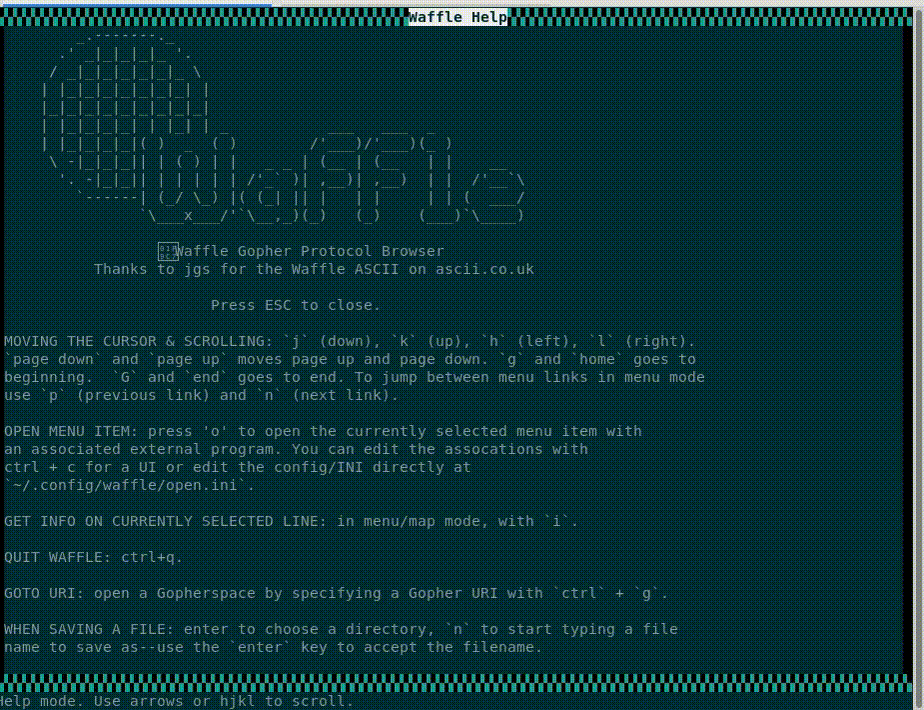 Waffle Help
Waffle
Waffle Gopher Protocol Browser
Thanks to jgs for the Waffle ASCII on ascii.co.uk
Press ESC to close.
MOVING THE CURSOR & SCROLLING: `j` (down), `k` (up), `h` (left), `l` (right).
`page down` and `page up` moves page up and page down. `g` and `home` goes to
beginning.  `G` and `end` goes to end. To jump between menu links in menu mode
use `p` (previous link) and `n` (next link).
OPEN MENU ITEM: press 'o' to open the currently selected menu item with
an associated external program. You can edit the assocations with
ctrl + c for a UI or edit the config/INI directly at
`~/.config/waffle/open.ini`.
GET INFO ON CURRENTLY SELECTED LINE: in menu/map mode, with `i`.
QUIT WAFFLE: ctrl+q.
GOTO URI: open a Gopherspace by specifying a Gopher URI with `ctrl` + `g`.
WHEN SAVING A FILE: enter to choose a directory, `n` to start typing a file
name to save as--use the `enter` key to accept the filename.
Help mode. Use arrows or hjkl to scroll.